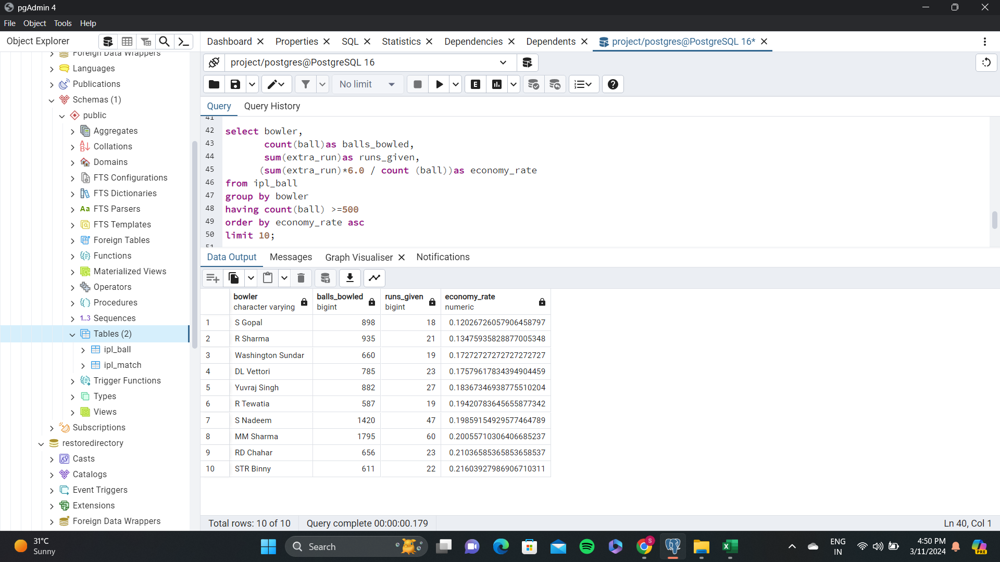 pgAdmin 4
File Object Tools Help
Object Explorer
Dashboard Properties SQL Statistics Dependencies Dependents project/postgres@PostgreSQL 16*
project/postgres@PostgreSQL 16
No limit
E
Query Query History
Foreign Data Wrappers
Languages
Publications
Schemas (1)
public
Aggregates
Collations
Domains
FTS Configurations
FTS Dictionaries
Aa FTS Parsers
FTS Templates
Foreign Tables
Functions
Materialized Views
Operators
Procedures
1..3 Sequences
Tables (2)
ipl_ball
ipl_match
Trigger Functions
Types
Views
Subscriptions
restoredirectory
Casts
Catalogs
Event Triggers
Extensions
Foreign Data Wrappers
41
42 select bowler,
43 count(ball)as balls_bowled,
44 sum(extra_run)as runs_given,
45 (sum(extra_run)*6.0 / count (ball))as economy_rate
46 from ipl_ball
47 group by bowler
48 having count(ball) >=500
49 order by economy_rate asc
50 limit 10;
51
Data Output Messages Graph Visualiser Notifications
bowler balls_bowled runs_given economy_rate
character varying bigint bigint numeric
1 S Gopal 898 18 0.12026726057906458797
2 R Sharma 935 21 0.13475935828877005348
3 Washington Sundar 660 19 0.17272727272727272727
4 DL Vettori 785 23 0.17579617834394904459
5 Yuvraj Singh 882 27 0.18367346938775510204
6 R Tewatia 587 19 0.19420783645655877342
7 S Nadeem 1420 47 0.19859154929577464789
8 MM Sharma 1795 60 0.20055710306406685237
9 RD Chahar 656 23 0.21036585365853658537
10 STR Binny 611 22 0.21603927986906710311
Total rows: 10 of 10 Query complete 00:00:00.179 Ln 40, Col 1
31°C
Sunny
Search
S
ENG
IN
4:50 PM
3/11/2024
PRE